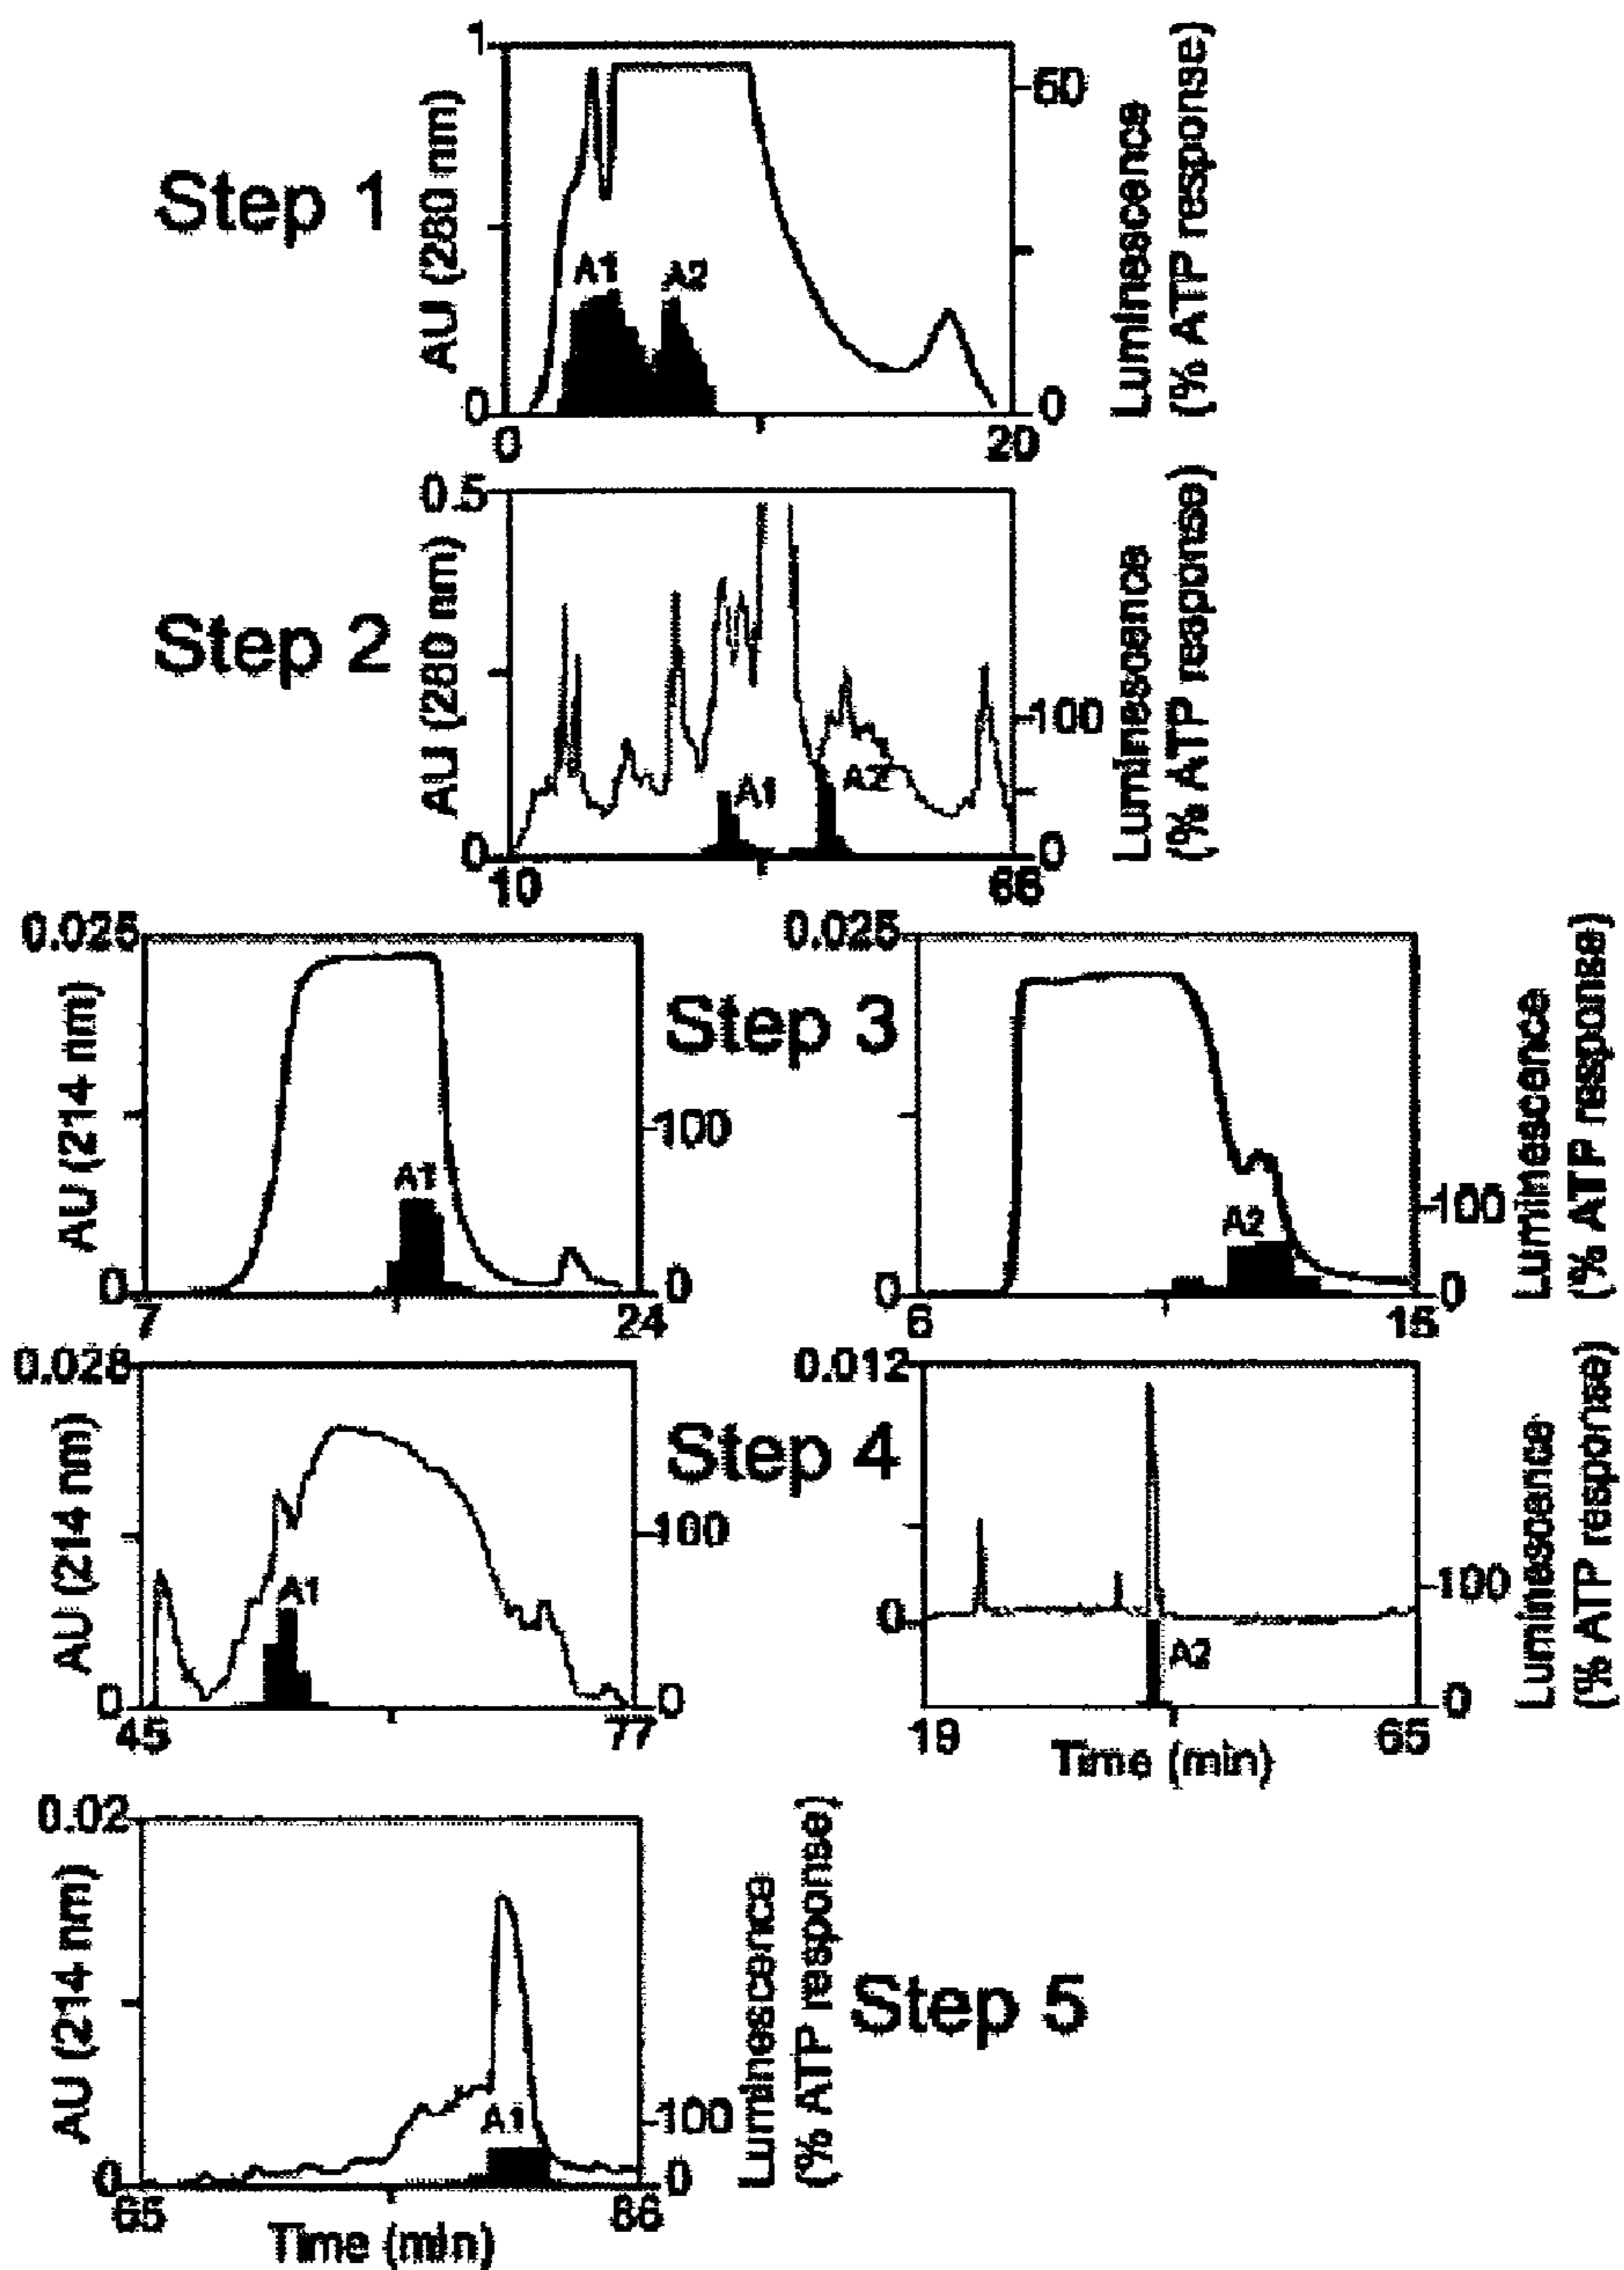 Step 1
1
AU (280 nm)
0
A1
A2
50
0
Luminescence
(% ATP response)
0
20
Step 2
0.5
AU (280 nm)
0
A1
A2
100
0
Luminescence
(% ATP response)
10
Step 3
0.025
AU (214 nm)
0
A1
100
0
7
24
0.025
0
A2
100
0
Luminescence
(% ATP response)
6
15
Step 4
0.028
AU (214 nm)
0
A1
100
0
45
77
0.012
0
A2
100
0
Luminescence
(% ATP response)
19
65
Time (min)
Step 5
0.02
AU (214 nm)
0
A1
100
0
Luminescence
(% ATP response)
65
86
Time (min)